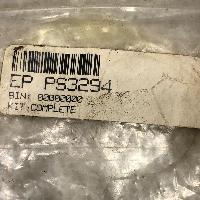 EP PS3294
BIN: 00000000
KIT, COMPLETE